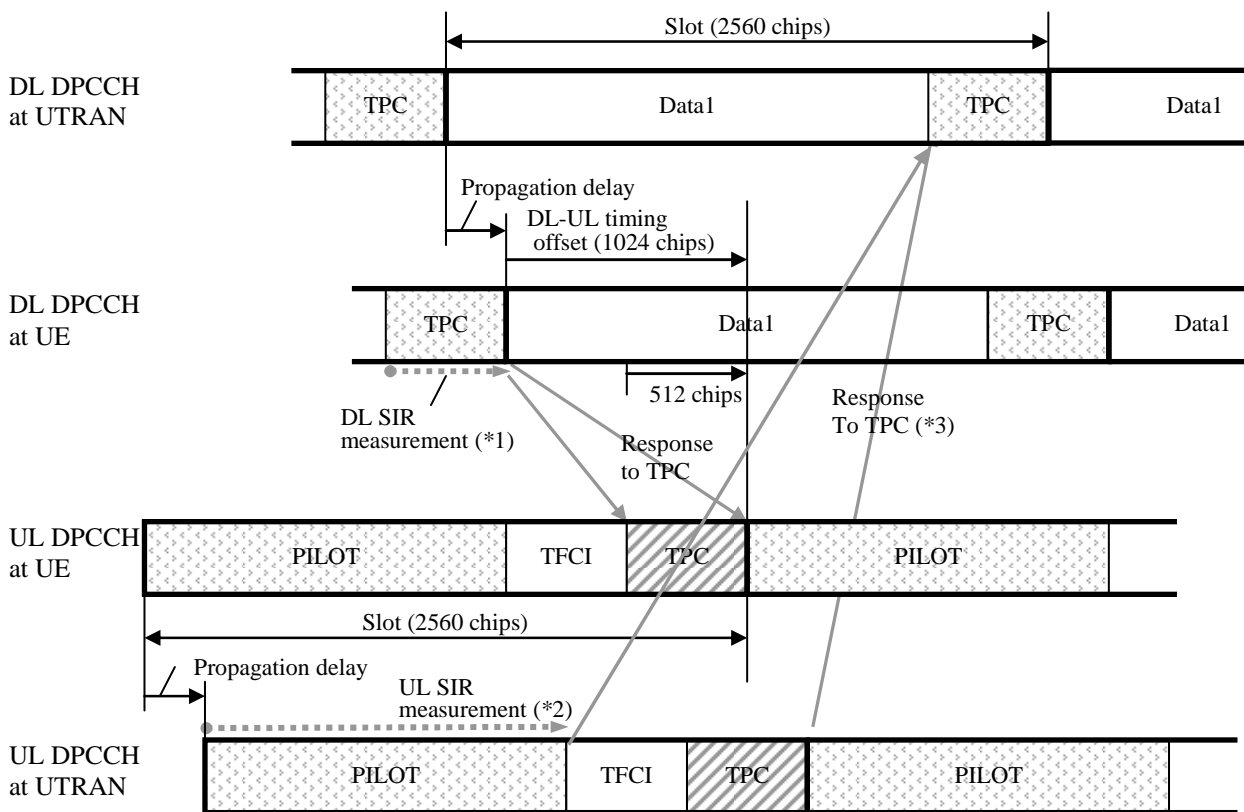 Slot (2560 chips)
DL DPCCH
at UTRAN
TPC
Data1
TPC
Data1
Propagation delay
DL-UL timing
offset (1024 chips)
DL DPCCH
at UE
TPC
Data1
TPC
Data1
512 chips
DL SIR
measurement (*1)
Response
to TPC
Response
To TPC (*3)
UL DPCCH
at UE
PILOT
TFCI
TPC
PILOT
Slot (2560 chips)
Propagation delay
UL SIR
measurement (*2)
UL DPCCH
at UTRAN
PILOT
TFCI
TPC
PILOT